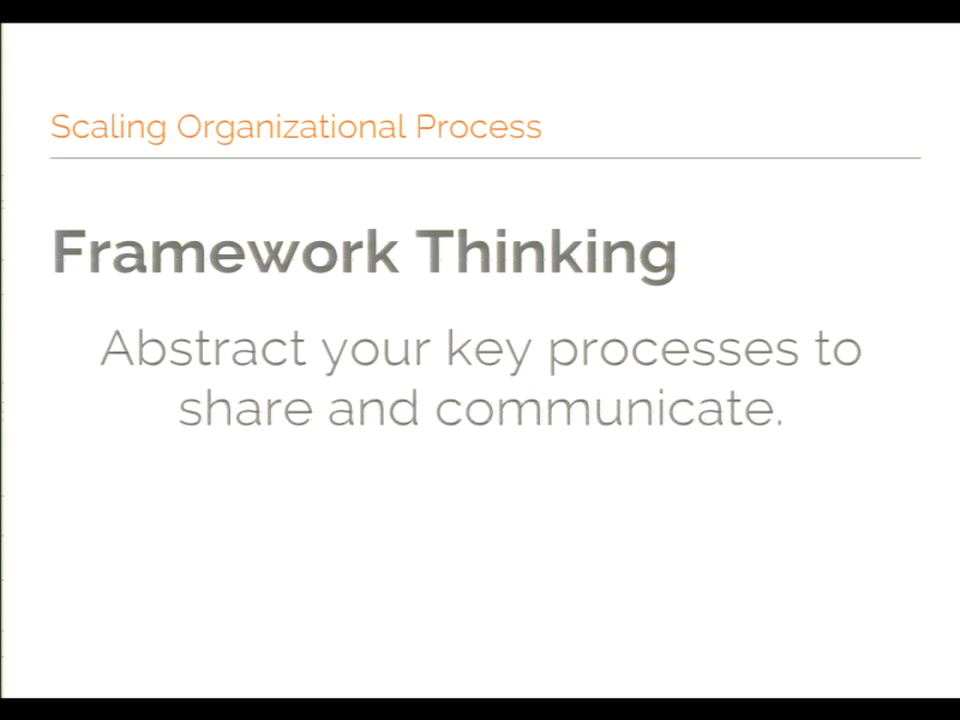 Scaling Organizational Process
Framework Thinking
Abstract your key processes to
share and communicate.